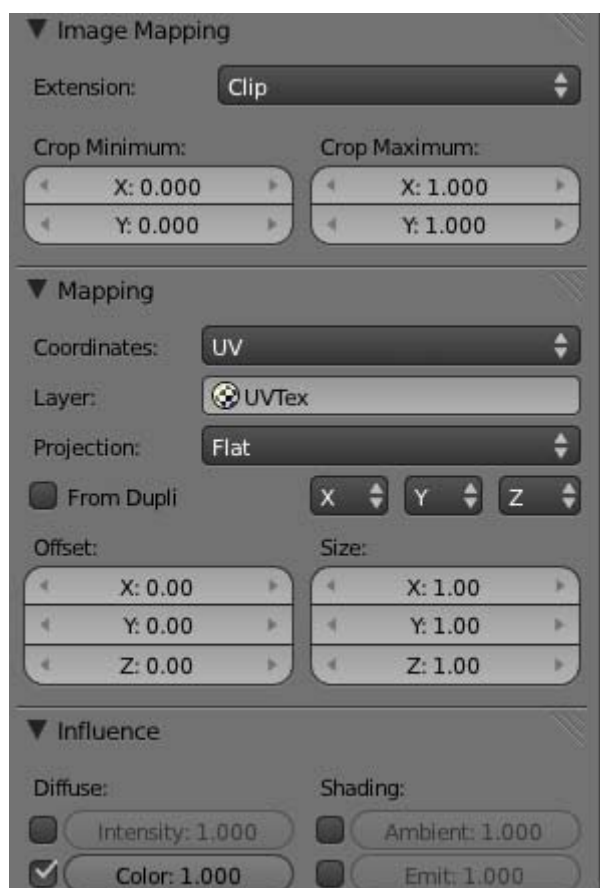 Image Mapping
Extension: Clip
Crop Minimum: Crop Maximum:
X: 0.000 X: 1.000
Y: 0.000 Y: 1.000
Mapping
Coordinates: UV
Layer: UVTex
Projection: Flat
From Dupli X Y Z
Offset: Size:
X: 0.00 X: 1.00
Y: 0.00 Y: 1.00
Z: 0.00 Z: 1.00
Influence
Diffuse: Shading:
Intensity: 1.000 Ambient: 1.000
Color: 1.000 Emit: 1.000